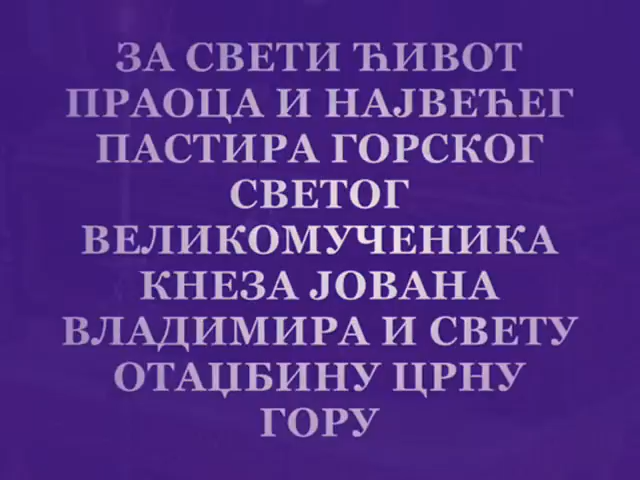 ЗА СВЕТИ ЋИВОТ
ПРАОЦА И НАЈВЕЋЕГ
ПАСТИРА ГОРСКОГ
СВЕТОГ
ВЕЛИКОМУЧЕНИКА
КНЕЗА ЈОВАНА
ВЛАДИМИРА И СВЕТУ
ОТАЏБИНУ ЦРНУ
ГОРУ